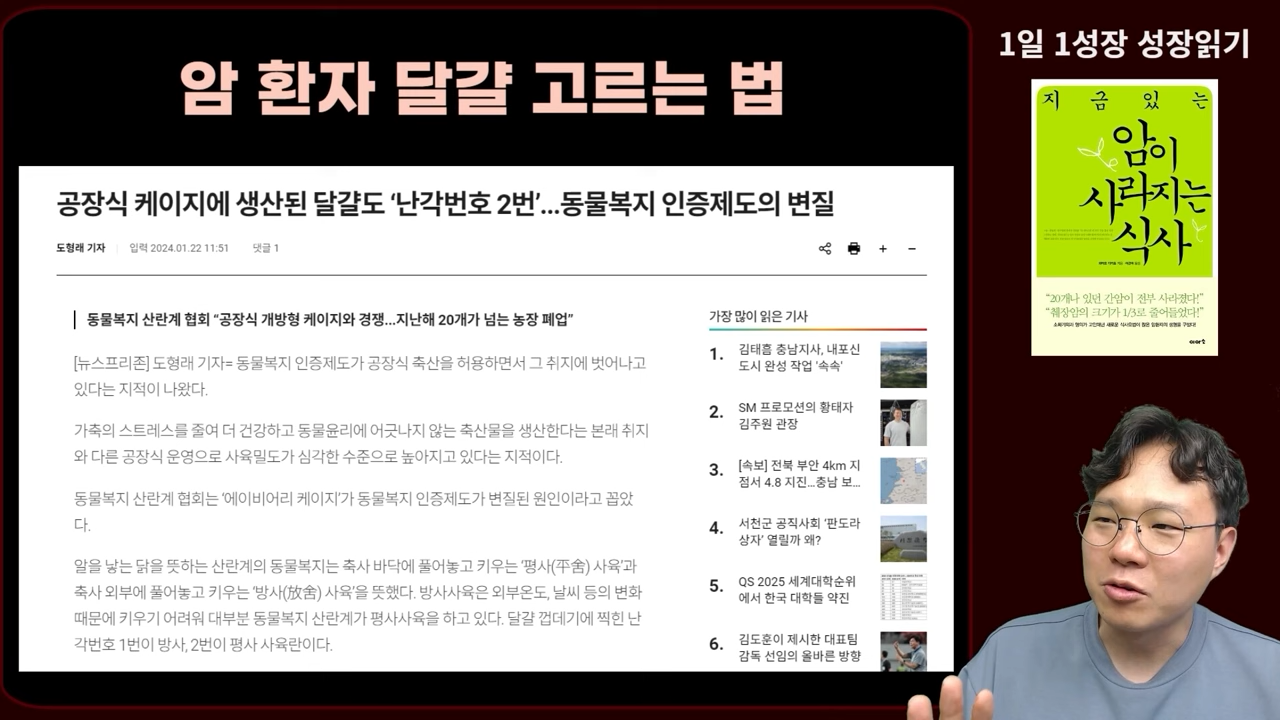 암 환자 달걀 고르는 법
공장식 케이지에 생산된 달걀도 ‘난각번호 2번’...동물복지 인증제도의 변질
도형래 기자
입력 2024.01.22 11:51
댓글 1
동물복지 산란계 협회 “공장식 개방형 케이지와 경쟁...지난해 20개가 넘는 농장 폐업”
[뉴스프리존] 도형래 기자= 동물복지 인증제도가 공장식 축산을 허용하면서 그 취지에 벗어나고
있다는 지적이 나왔다.
가축의 스트레스를 줄여 더 건강하고 동물윤리에 어긋나지 않는 축산물을 생산한다는 본래 취지
와 다른 공장식 운영으로 사육밀도가 심각한 수준으로 높아지고 있다는 지적이다.
동물복지 산란계 협회는 ‘에이비어리 케이지’가 동물복지 인증제도가 변질된 원인이라고 꼽았
다.
알을 낳는 닭을 뜻하는 산란계의 동물복지는 축사 바닥에 풀어놓고 키우는 ‘평사(平舍) 사육’과
축사 외부에 풀어놓고 키우는 ‘방사(放舍) 사육’을 뜻했다. 방사사육은 외부온도, 날씨 등의 변화
때문에 키우기 어려워 대부분 동물복지 산란계가 평사사육을 하고 있다. 달걀 껍데기에 찍힌 난
각번호 1번이 방사, 2번이 평사 사육란이다.
가장 많이 읽은 기사
1. 김태흠 충남지사, 내포신
도시 완성 작업 '속속'
2. SM 프로모션의 황태자
김주원 관장
3. [속보] 전북 부안 4km 지
점서 4.8 지진...충남 보...
4. 서천군 공직사회 '판도라
상자' 열릴까 왜?
5. QS 2025 세계대학순위
에서 한국 대학들 약진
6. 김도훈이 제시한 대표팀
감독 선임의 올바른 방향
1일 1성장 성장읽기
지금 있는
암이
사라지는
식사
“20개나 있던 간암이 전부 사라졌다!”
“췌장암의 크기가 1/3로 줄어들었다!”